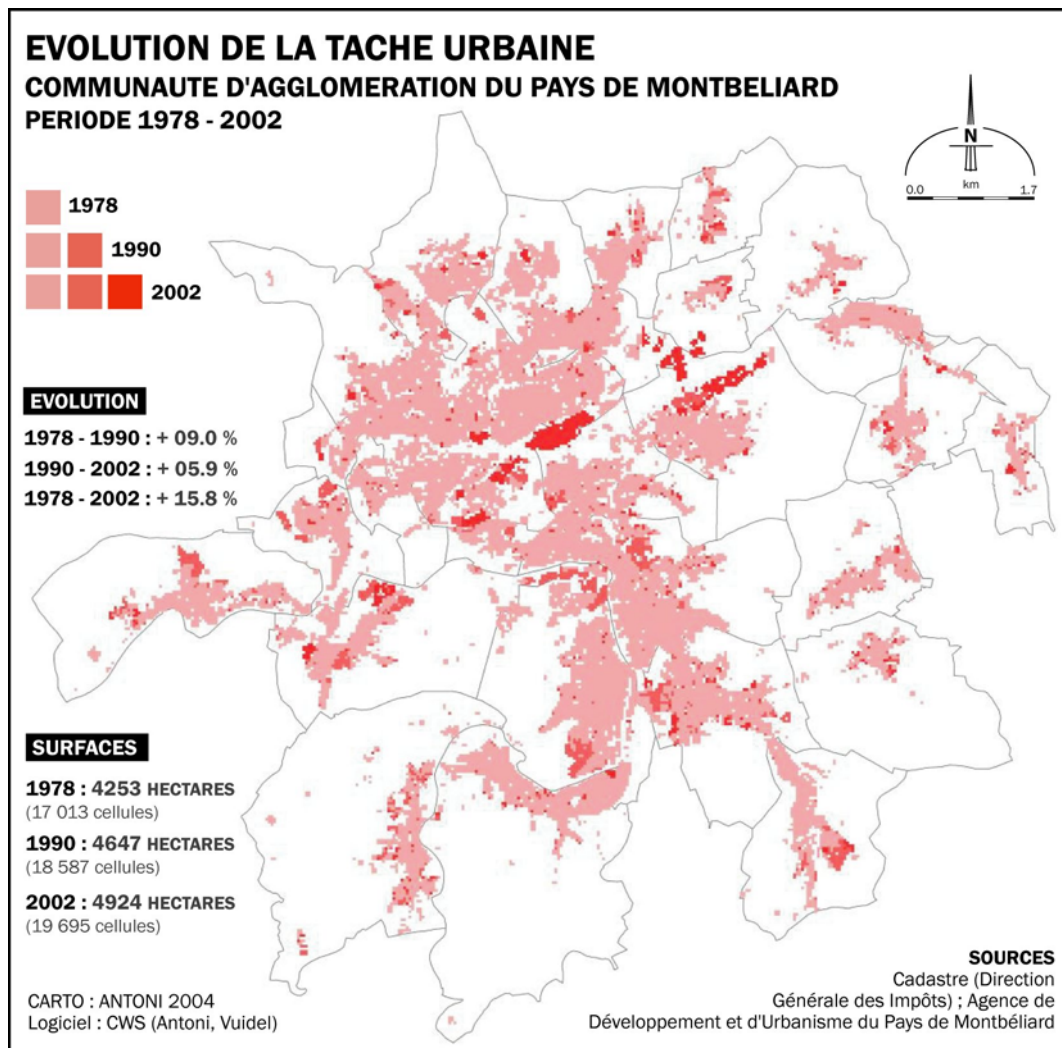 EVOLUTION DE LA TACHE URBAINE
COMMUNAUTE D'AGGLOMERATION DU PAYS DE MONTBELIARD
PERIODE 1978 - 2002
N
0.0 km 1.7
1978
1990
2002
EVOLUTION
1978 - 1990 : + 09.0 %
1990 - 2002 : + 05.9 %
1978 - 2002 : + 15.8 %
SURFACES
1978 : 4253 HECTARES
(17 013 cellules)
1990 : 4647 HECTARES
(18 587 cellules)
2002 : 4924 HECTARES
(19 695 cellules)
CARTO : ANTONI 2004
Logiciel : CWS (Antoni, Vuidel)
SOURCES
Cadastre (Direction
Générale des Impôts) ; Agence de
Développement et d'Urbanisme du Pays de Montbéliard